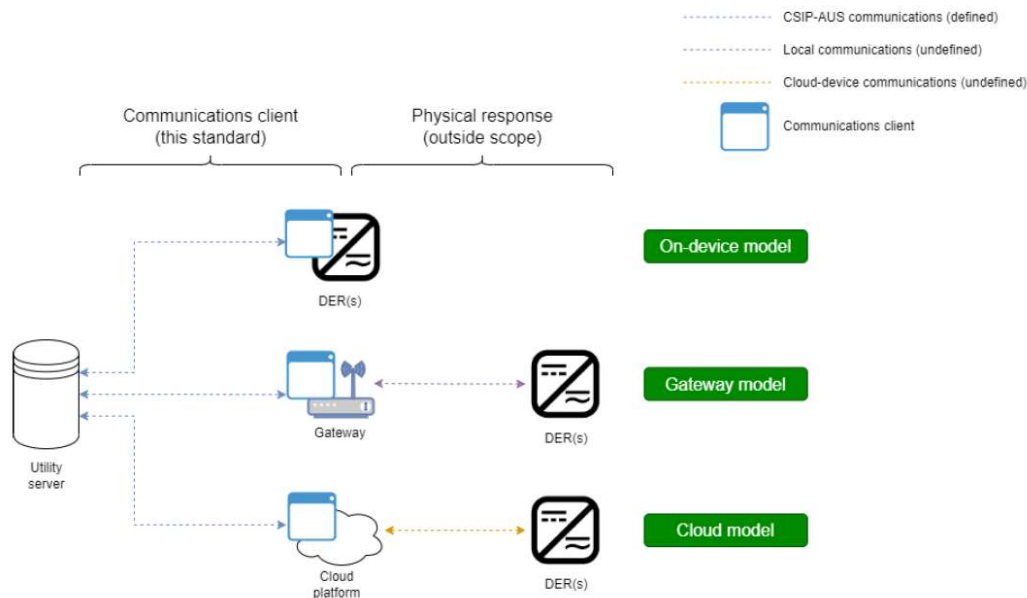 CSIP-AUS communications (defined)
Local communications (undefined)
Cloud-device communications (undefined)
Communications client
Communications client
(this standard)
Physical response
(outside scope)
DER(s)
On-device model
Utility
server
Gateway
DER(s)
Gateway model
Cloud
platform
DER(s)
Cloud model